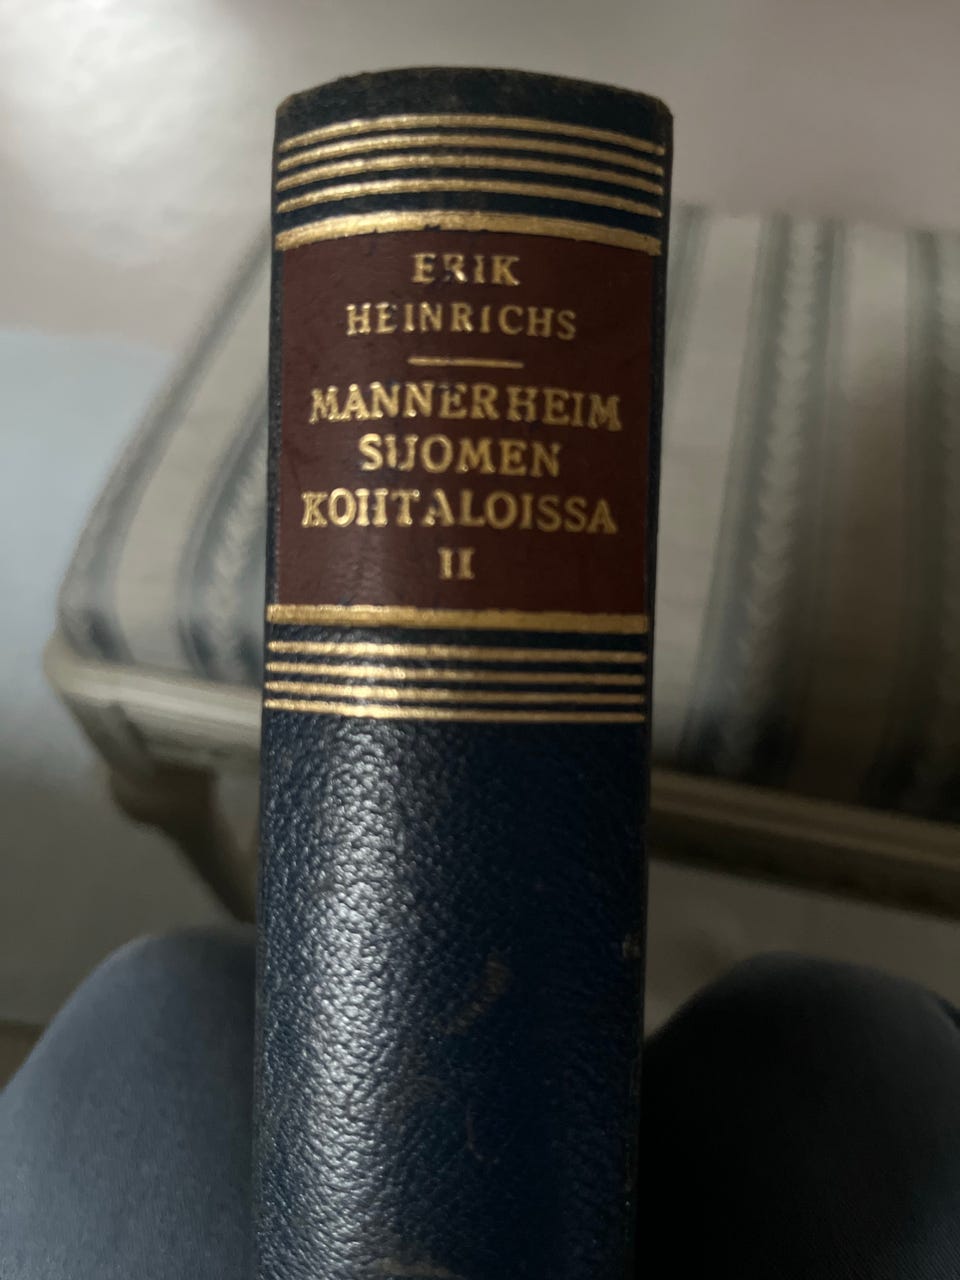 ERIK
HEINRICHS
MANNERHEIM
SUOMEN
KOHTALOISSA
II